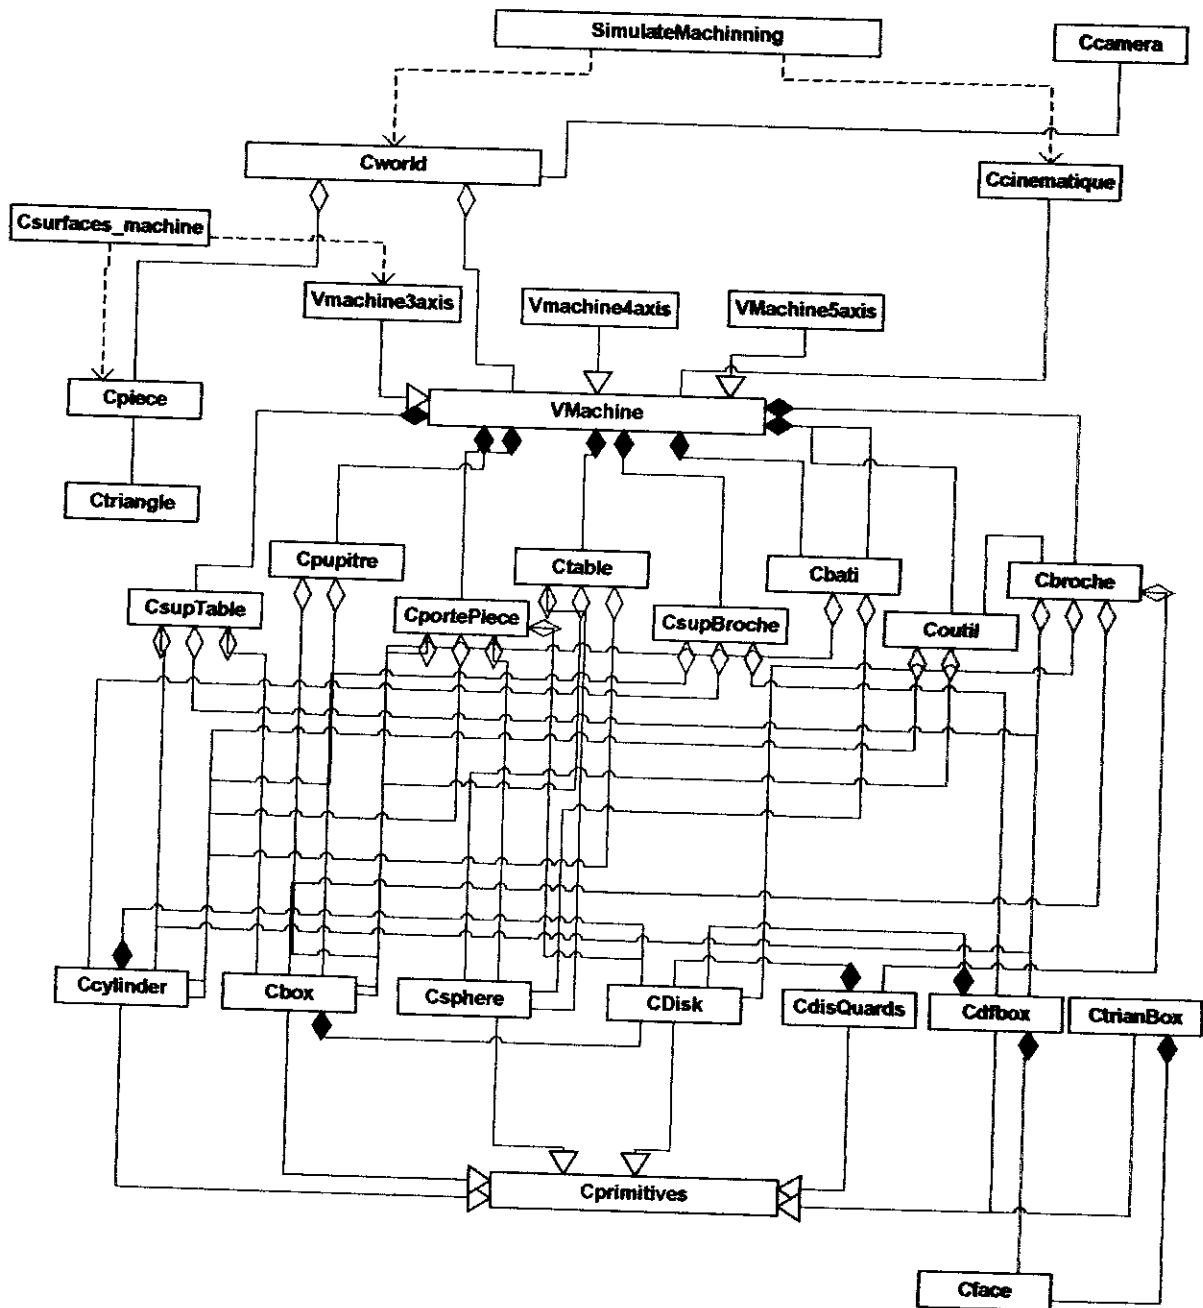 SimulateMachinning
Ccamera
Cworld
Ccinematique
Csurfaces_machine
Vmachine3axis
Vmachine4axis
VMachine5axis
Cpiece
VMachine
Ctriangle
Cpupitre
Ctable
Cbati
Cbroche
CsupTable
CportePiece
CsupBroche
Coutil
Ccylinder
Cbox
Csphere
CDisk
CdisQuards
Cdfbox
CtrianBox
Cprimitives
Cface